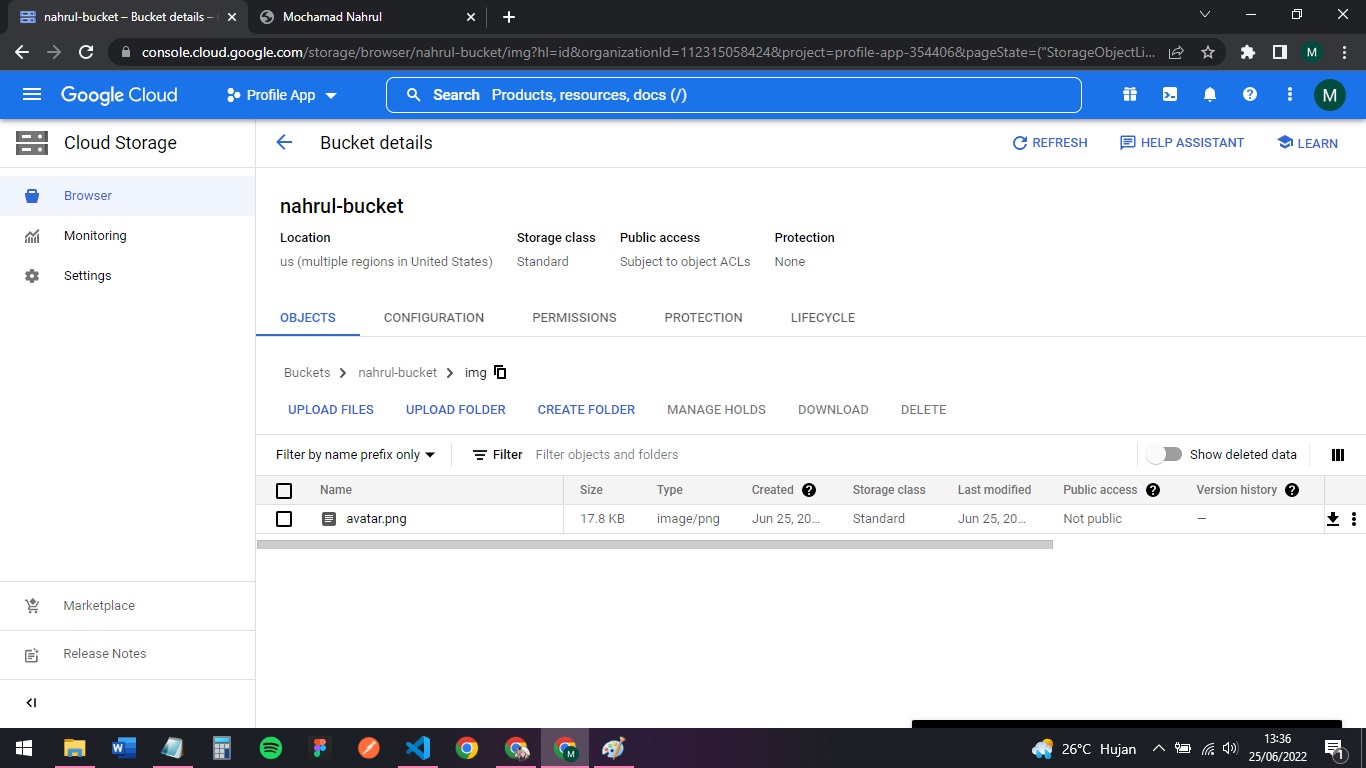 nahrul-bucket – Bucket details –
Mochamad Nahrul
console.cloud.google.com/storage/browser/nahrul-bucket/img?hl=id&organizationId=112315058424&project=profile-app-354406&pageState=("StorageObjectLi...
M
Google Cloud
Profile App
Search Products, resources, docs (/)
M
Cloud Storage
Bucket details
REFRESH
HELP ASSISTANT
LEARN
Browser
Monitoring
Settings
nahrul-bucket
Location Storage class Public access Protection
us (multiple regions in United States) Standard Subject to object ACLs None
OBJECTS CONFIGURATION PERMISSIONS PROTECTION LIFECYCLE
Buckets > nahrul-bucket > img
UPLOAD FILES UPLOAD FOLDER CREATE FOLDER MANAGE HOLDS DOWNLOAD DELETE
Filter by name prefix only Filter Filter objects and folders Show deleted data
Name Size Type Created Storage class Last modified Public access Version history
avatar.png 17.8 KB image/png Jun 25, 20... Standard Jun 25, 20... Not public —
Marketplace
Release Notes
26°C Hujan
13:36
25/06/2022
1